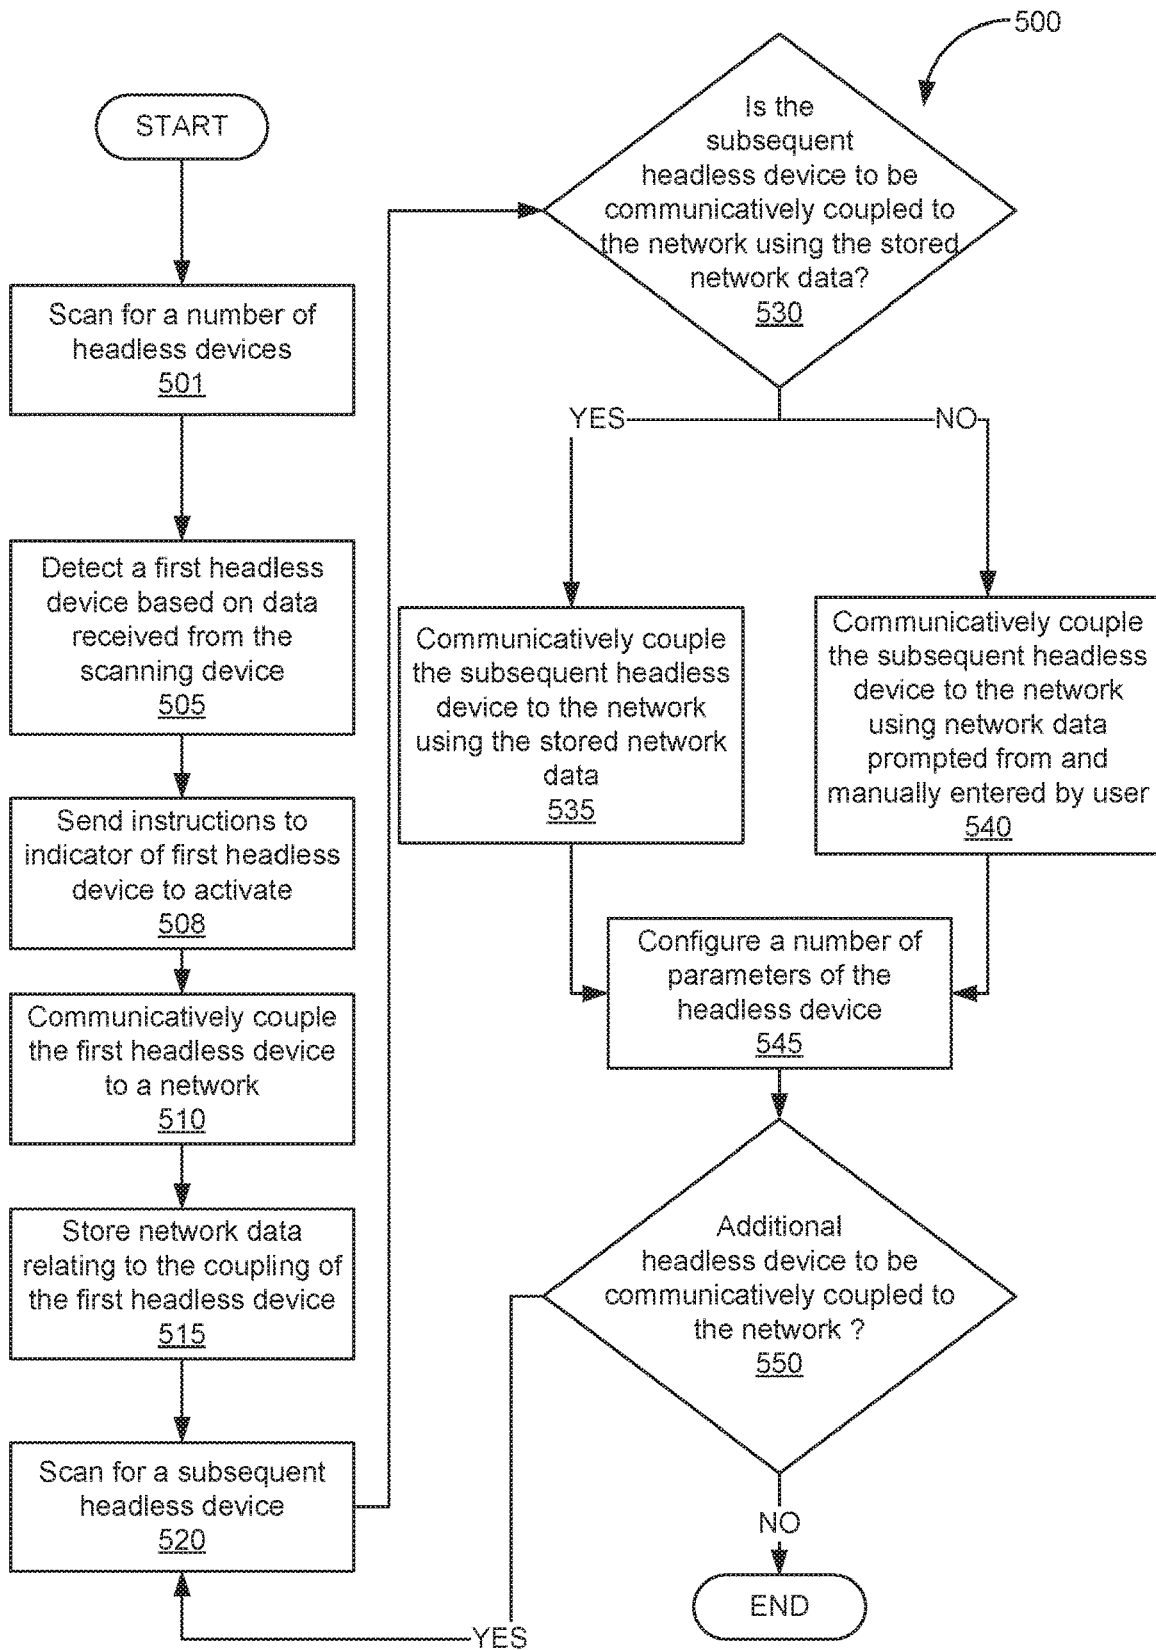 500
START
Scan for a number of
headless devices
501
Detect a first headless
device based on data
received from the
scanning device
505
Send instructions to
indicator of first headless
device to activate
508
Communicatively couple
the first headless device
to a network
510
Store network data
relating to the coupling of
the first headless device
515
Scan for a subsequent
headless device
520
Is the
subsequent
headless device to be
communicatively coupled to
the network using the stored
network data?
530
YES
NO
Communicatively couple
the subsequent headless
device to the network
using the stored network
data
535
Communicatively couple
the subsequent headless
device to the network
using network data
prompted from and
manually entered by user
540
Configure a number of
parameters of the
headless device
545
Additional
headless device to be
communicatively coupled to
the network ?
550
NO
END
YES